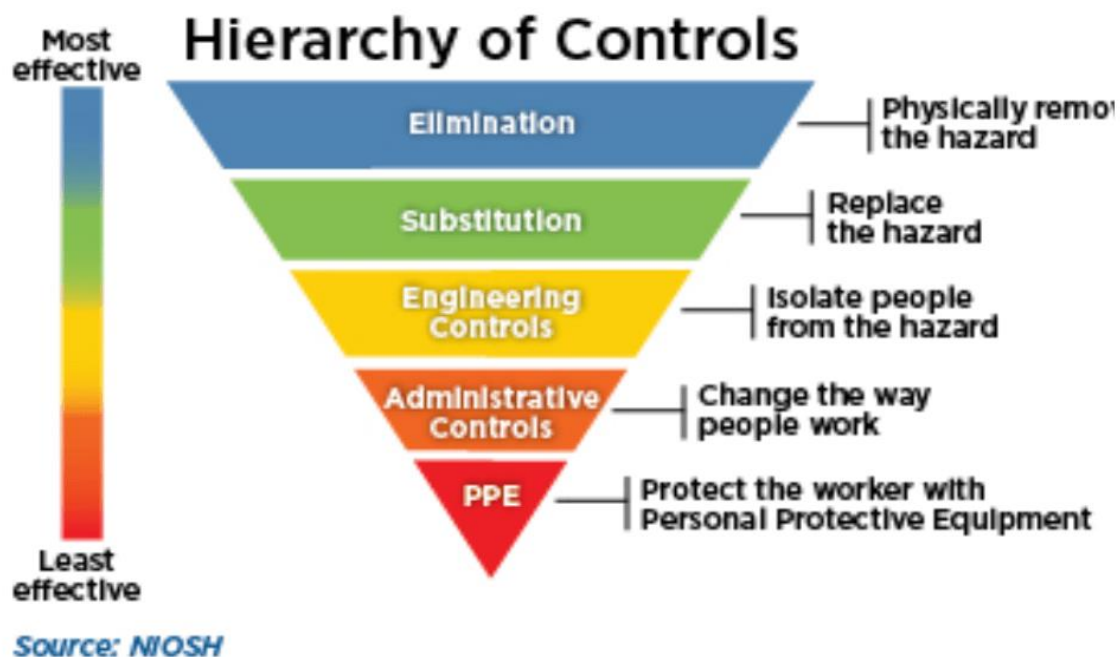 Hierarchy of Controls
Most
effective
Elimination
Physically remov
the hazard
Substitution
Replace
the hazard
Engineering
Controls
Isolate people
from the hazard
Administrative
Controls
Change the way
people work
PPE
Protect the worker with
Personal Protective Equipment
Least
effective
Source: NIOSH